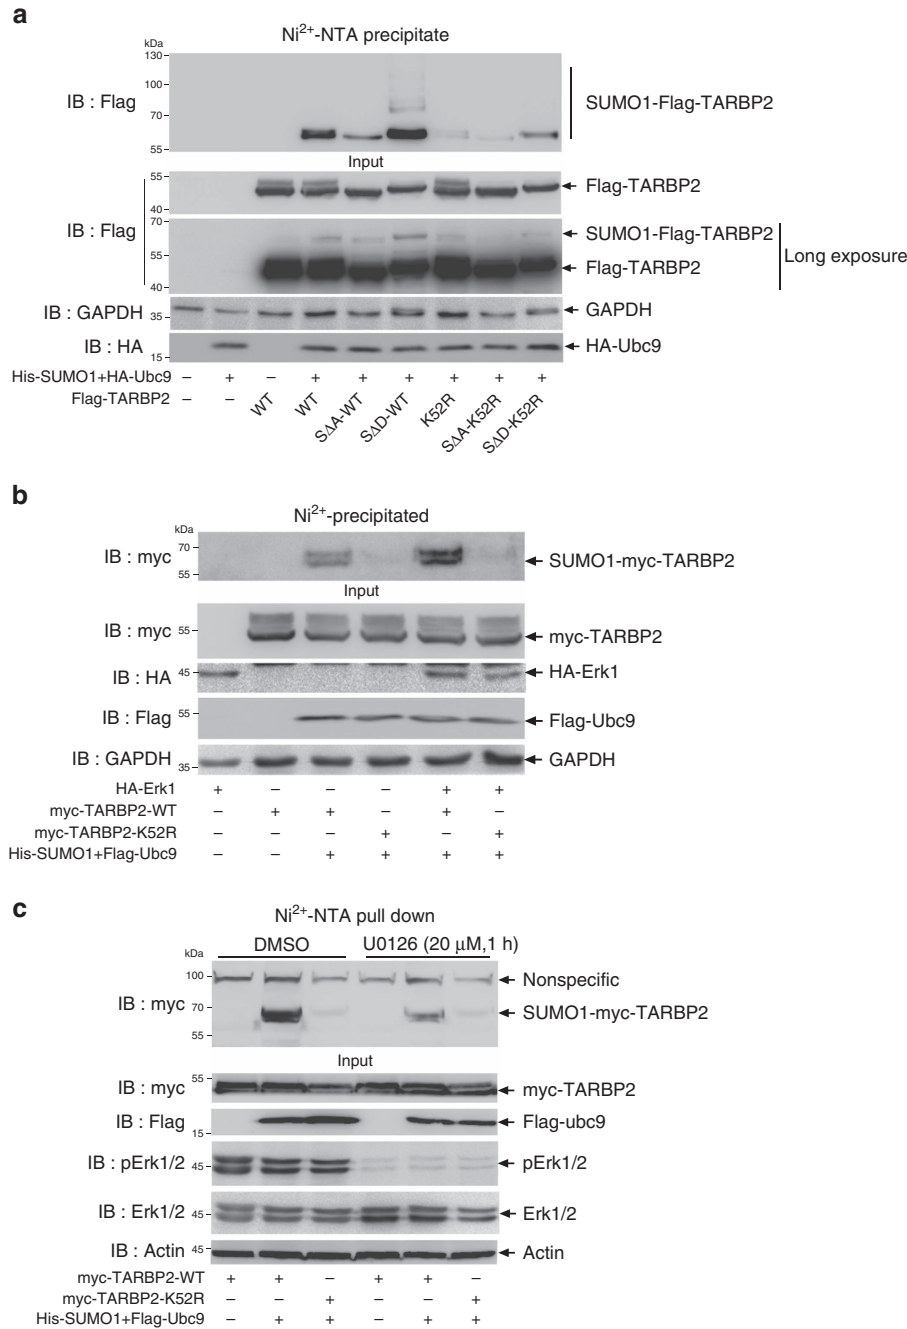 a
Ni2+-NTA precipitate
kDa
130
100
70
55
IB : Flag
SUMO1-Flag-TARBP2
Input
55
40
Flag-TARBP2
IB : Flag
70
55
40
SUMO1-Flag-TARBP2
Flag-TARBP2
Long exposure
IB : GAPDH
35
GAPDH
IB : HA
15
HA-Ubc9
His-SUMO1+HA-Ubc9 – + – + + + + + +
Flag-TARBP2 – – WT WT SΔA-WT SΔD-WT K52R SΔA-K52R SΔD-K52R
b
Ni2+-precipitated
kDa
IB : myc
70
55
SUMO1-myc-TARBP2
Input
IB : myc
55
myc-TARBP2
IB : HA
45
HA-Erk1
IB : Flag
55
Flag-Ubc9
IB : GAPDH
35
GAPDH
HA-Erk1 + – – – + +
myc-TARBP2-WT – + + – + –
myc-TARBP2-K52R – – – + – +
His-SUMO1+Flag-Ubc9 – – + + + +
c
Ni2+-NTA pull down
DMSO U0126 (20 μM,1 h)
kDa
100
70
55
IB : myc
Nonspecific
SUMO1-myc-TARBP2
Input
IB : myc
55
myc-TARBP2
IB : Flag
15
Flag-ubc9
IB : pErk1/2
45
pErk1/2
IB : Erk1/2
45
Erk1/2
IB : Actin
45
Actin
myc-TARBP2-WT + + – + + –
myc-TARBP2-K52R – – + – – +
His-SUMO1+Flag-Ubc9 – + + – + +